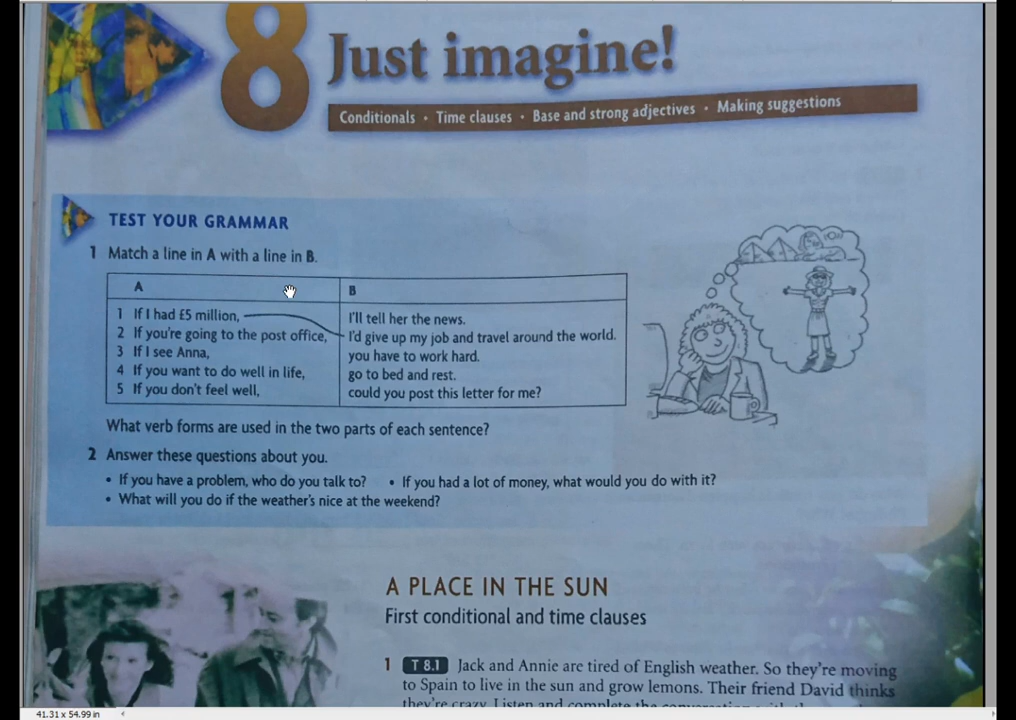 8
Just imagine!
Conditionals • Time clauses • Base and strong adjectives • Making suggestions
TEST YOUR GRAMMAR
1 Match a line in A with a line in B.
A
1 If I had £5 million,
2 If you're going to the post office,
3 If I see Anna,
4 If you want to do well in life,
5 If you don't feel well,
B
I'll tell her the news.
I'd give up my job and travel around the world.
you have to work hard.
go to bed and rest.
could you post this letter for me?
What verb forms are used in the two parts of each sentence?
2 Answer these questions about you.
• If you have a problem, who do you talk to? • If you had a lot of money, what would you do with it?
• What will you do if the weather's nice at the weekend?
A PLACE IN THE SUN
First conditional and time clauses
1 T 8.1 Jack and Annie are tired of English weather. So they're moving
to Spain to live in the sun and grow lemons. Their friend David thinks
they're crazy. Listen and complete the conversation
41.31 x 54.99 in